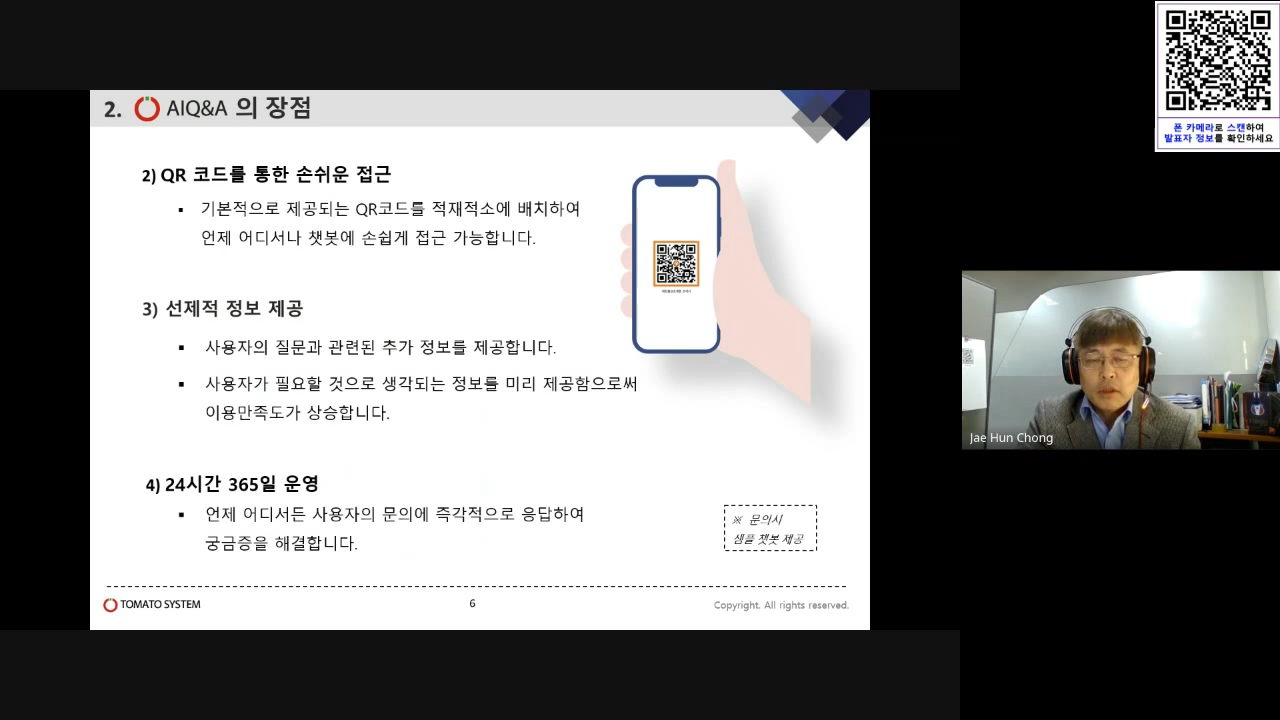 2. AIQ&A 의 장점
2) QR 코드를 통한 손쉬운 접근
▪ 기본적으로 제공되는 QR코드를 적재적소에 배치하여
언제 어디서나 챗봇에 손쉽게 접근 가능합니다.
3) 선제적 정보 제공
▪ 사용자의 질문과 관련된 추가 정보를 제공합니다.
▪ 사용자가 필요할 것으로 생각되는 정보를 미리 제공함으로써
이용만족도가 상승합니다.
4) 24시간 365일 운영
▪ 언제 어디서든 사용자의 문의에 즉각적으로 응답하여
궁금증을 해결합니다.
※ 문의시
샘플 챗봇 제공
TOMATO SYSTEM
6
Copyright. All rights reserved.
폰 카메라로 스캔하여
발표자 정보를 확인하세요
Jae Hun Chong